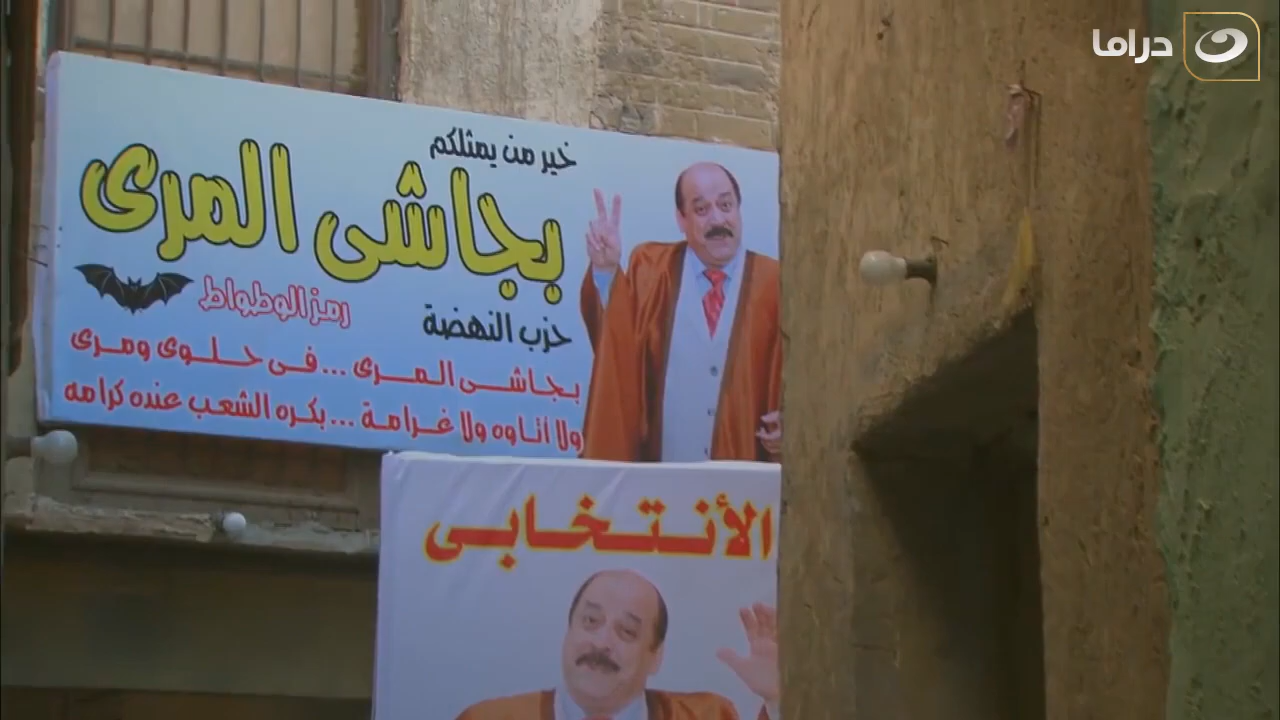 دراما
خير من يمثلكم
بجاشى المرى
رمز الوطواط
حزب النهضة
بجاشى المرى ... فى حلوى ومرى
ولا اتاوه ولا غرامة ... بكره الشعب عنده كرامه
الأنتخابى